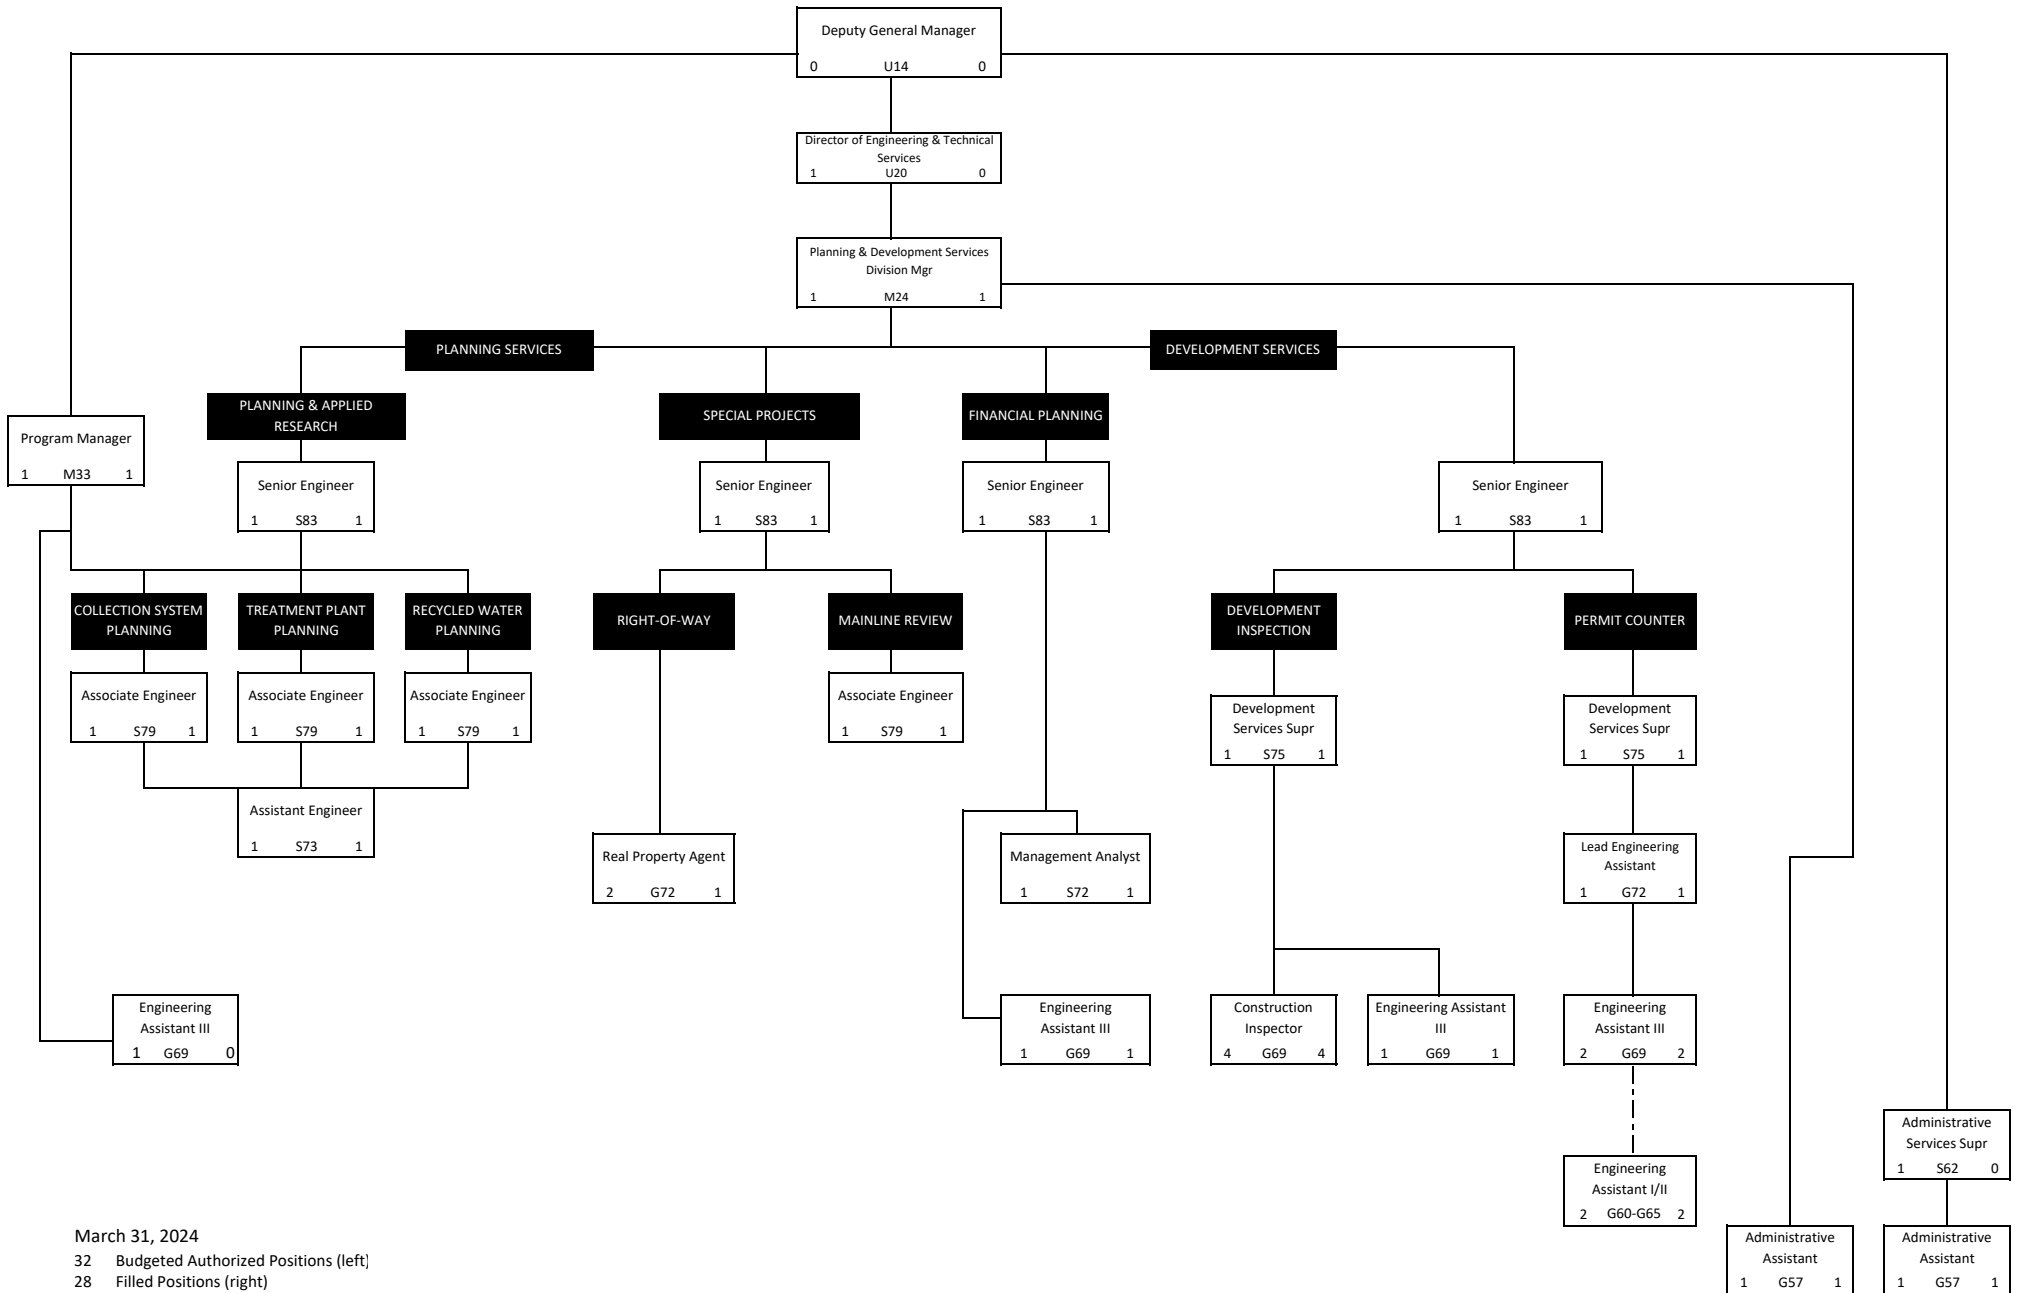 Deputy General Manager
0 U14 0
Director of Engineering & Technical
Services
1 U20 0
Planning & Development Services
Division Mgr
1 M24 1
PLANNING SERVICES
DEVELOPMENT SERVICES
PLANNING & APPLIED
RESEARCH
SPECIAL PROJECTS
FINANCIAL PLANNING
Program Manager
1 M33 1
Senior Engineer
1 S83 1
Senior Engineer
1 S83 1
Senior Engineer
1 S83 1
Senior Engineer
1 S83 1
COLLECTION SYSTEM
PLANNING
TREATMENT PLANT
PLANNING
RECYCLED WATER
PLANNING
RIGHT-OF-WAY
MAINLINE REVIEW
DEVELOPMENT
INSPECTION
PERMIT COUNTER
Associate Engineer
1 S79 1
Associate Engineer
1 S79 1
Associate Engineer
1 S79 1
Associate Engineer
1 S79 1
Development
Services Supr
1 S75 1
Development
Services Supr
1 S75 1
Assistant Engineer
1 S73 1
Real Property Agent
2 G72 1
Management Analyst
1 S72 1
Lead Engineering
Assistant
1 G72 1
Engineering
Assistant III
1 G69 0
Engineering
Assistant III
1 G69 1
Construction
Inspector
4 G69 4
Engineering Assistant
III
1 G69 1
Engineering
Assistant III
2 G69 2
Administrative
Services Supr
1 S62 0
Engineering
Assistant I/II
2 G60-G65 2
Administrative
Assistant
1 G57 1
Administrative
Assistant
1 G57 1
March 31, 2024
32 Budgeted Authorized Positions (left)
28 Filled Positions (right)